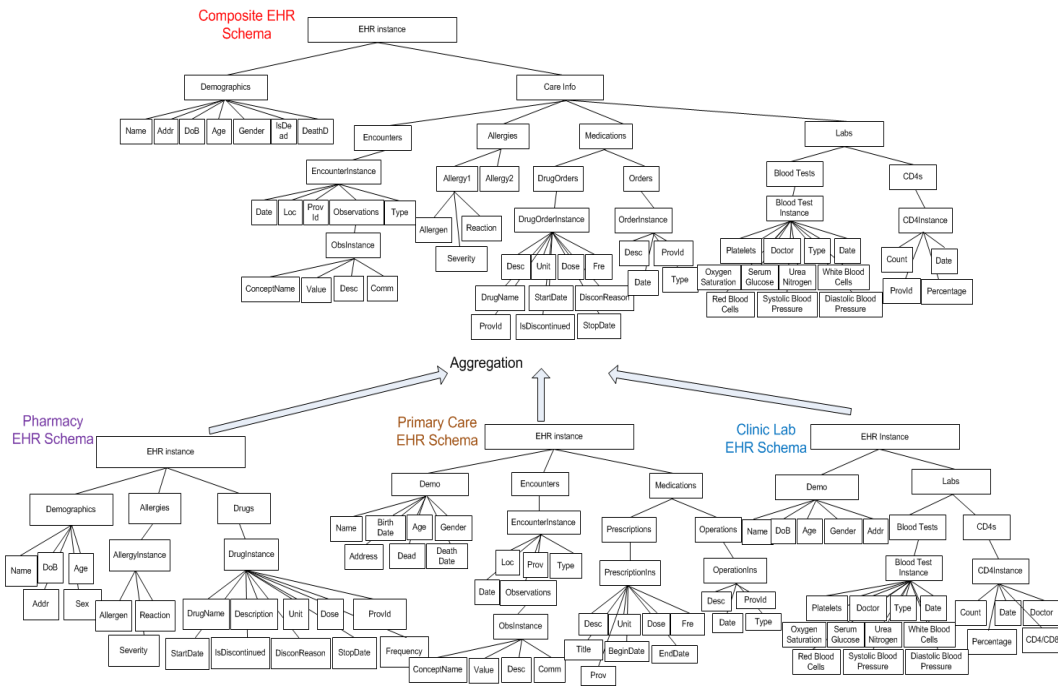 Composite EHR
Schema
EHR instance
Demographics
Care Info
Name Addr DoB Age Gender IsDe
ad DeathD
Encounters
Allergies
Medications
Labs
EncounterInstance
Allergy1 Allergy2
DrugOrders
Orders
Blood Tests
CD4s
Date Loc Prov
Id Observations Type
Allergen
Reaction
Severity
DrugOrderInstance
OrderInstance
Blood Test
Instance
CD4Instance
ObsInstance
ConceptName Value Desc Comm
Desc Unit Dose Fre
DrugName StartDate DisconReason
ProvId IsDiscontinued StopDate
Desc ProvId
Date Type
Platelets Doctor Type Date
Oxygen
Saturation
Serum
Glucose
Urea
Nitrogen
White Blood
Cells
Red Blood
Cells
Systolic Blood
Pressure
Diastolic Blood
Pressure
Count Date
ProvId Percentage
Aggregation
Pharmacy
EHR Schema
EHR instance
Demographics
Allergies
Drugs
Name DoB Age
Addr Sex
AllergyInstance
Allergen Reaction
Severity
DrugInstance
DrugName Description Unit Dose ProvId
StartDate IsDiscontinued DisconReason StopDate Frequency
Primary Care
EHR Schema
EHR instance
Demo
Encounters
Medications
Name Birth
Date Age Gender
Address Dead Death
Date
EncounterInstance
Loc Prov Type
Date Observations
ObsInstance
ConceptName Value Desc Comm
Prescriptions
Operations
PrescriptionIns
OperationIns
Desc Unit Dose Fre
Title BeginDate EndDate
Prov
Desc ProvId
Date Type
Clinic Lab
EHR Schema
EHR Instance
Demo
Labs
Name DoB Age Gender Addr
Blood Tests
CD4s
Blood Test
Instance
CD4Instance
Platelets Doctor Type Date
Oxygen
Saturation
Serum
Glucose
Urea
Nitrogen
White Blood
Cells
Red Blood
Cells
Systolic Blood
Pressure
Diastolic Blood
Pressure
Count Date Doctor
Percentage CD4/CD8